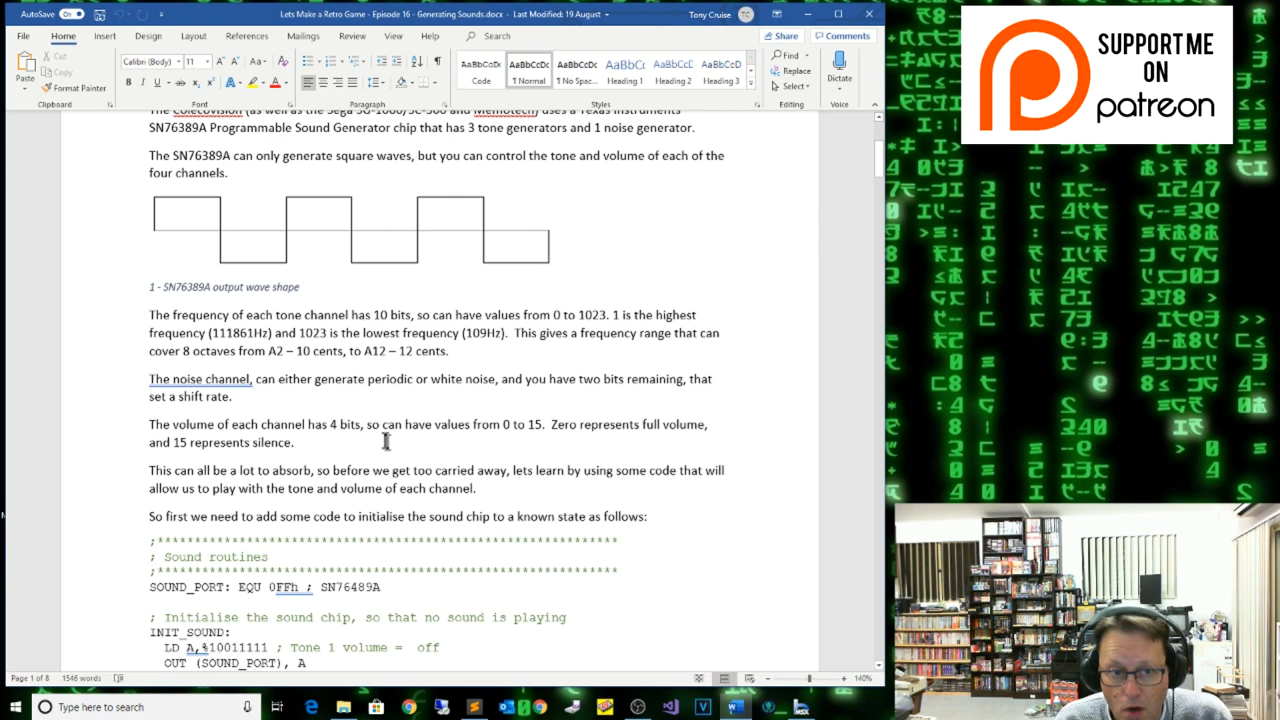 AutoSave On
Lets Make a Retro Game - Episode 16 - Generating Sounds.docx - Last Modified: 19 August
Tony Cruise TC
File Home Insert Design Layout References Mailings Review View Help Search Share Comments
Paste
Cut
Copy
Format Painter
Clipboard
Calibri (Body) 11
Font
Paragraph
AaBbCcDc Code
AaBbCcDc ¶ Normal
AaBbCcDc ¶ No Spac...
AaBbC Heading 1
AaBbCcC Heading 2
AaBbCcD Heading 3
Styles
Find
Replace
Select
Editing
Dictate
Voice
SN76389A Programmable Sound Generator chip that has 3 tone generators and 1 noise generator.
The SN76389A can only generate square waves, but you can control the tone and volume of each of the
four channels.
1 - SN76389A output wave shape
The frequency of each tone channel has 10 bits, so can have values from 0 to 1023. 1 is the highest
frequency (111861Hz) and 1023 is the lowest frequency (109Hz). This gives a frequency range that can
cover 8 octaves from A2 – 10 cents, to A12 – 12 cents.
The noise channel, can either generate periodic or white noise, and you have two bits remaining, that
set a shift rate.
The volume of each channel has 4 bits, so can have values from 0 to 15. Zero represents full volume,
and 15 represents silence.
This can all be a lot to absorb, so before we get too carried away, lets learn by using some code that will
allow us to play with the tone and volume of each channel.
So first we need to add some code to initialise the sound chip to a known state as follows:
;**************************************************
; Sound routines
;**************************************************
SOUND_PORT: EQU 0FFh ; SN76489A
; Initialise the sound chip, so that no sound is playing
INIT_SOUND:
LD A,%10011111 ; Tone 1 volume = off
OUT (SOUND_PORT), A
Page 1 of 8 1546 words
140%
Type here to search
SUPPORT ME
ON
patreon